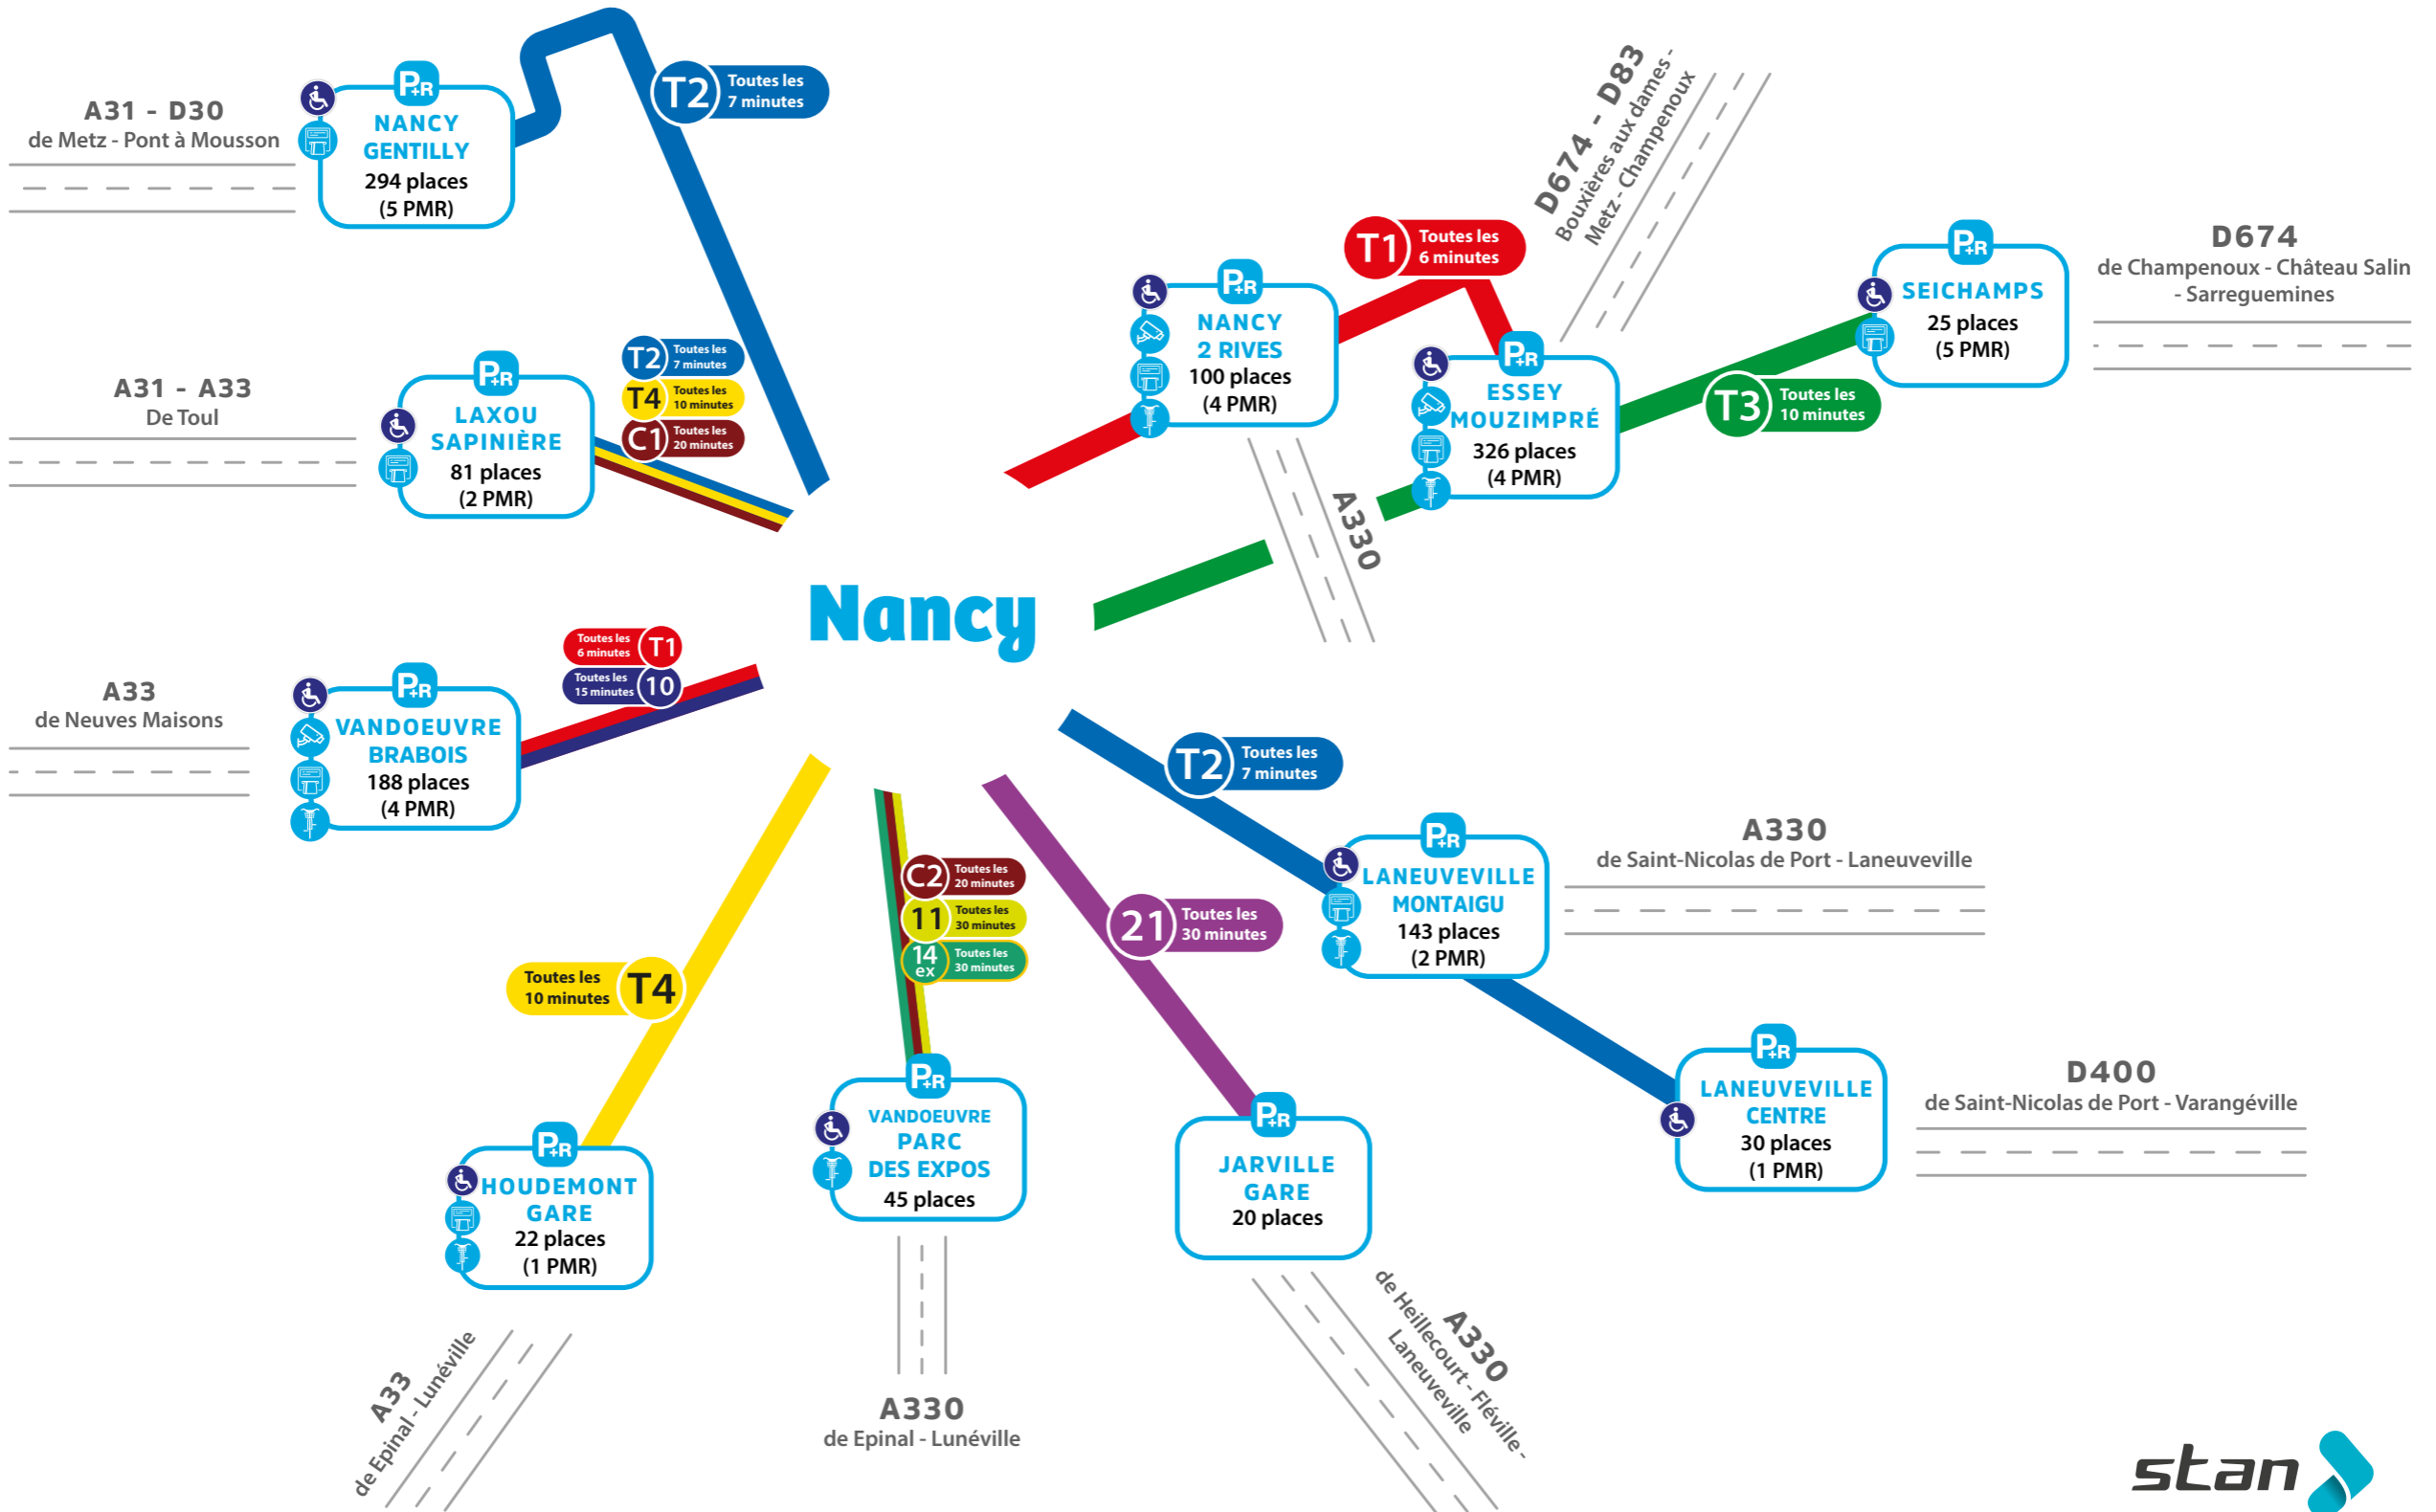 A31 - D30
de Metz - Pont à Mousson
P+R
NANCY
GENTILLY
294 places
(5 PMR)
T2
Toutes les
7 minutes
A31 - A33
De Toul
P+R
LAXOU
SAPINIÈRE
81 places
(2 PMR)
T2
Toutes les
7 minutes
T4
Toutes les
10 minutes
C1
Toutes les
20 minutes
P+R
NANCY
2 RIVES
100 places
(4 PMR)
T1
Toutes les
6 minutes
D674 - D83
Bouxières aux dames -
Metz - Champenoux
P+R
ESSEY
MOUZIMPRÉ
326 places
(4 PMR)
A330
P+R
SEICHAMPS
25 places
(5 PMR)
T3
Toutes les
10 minutes
D674
de Champenoux - Château Salin
- Sarreguemines
Nancy
A33
de Neuves Maisons
P+R
VANDOEUVRE
BRABOIS
188 places
(4 PMR)
Toutes les
6 minutes
T1
Toutes les
15 minutes
10
Toutes les
10 minutes
T4
P+R
HOUDEMONT
GARE
22 places
(1 PMR)
A33
de Epinal - Lunéville
C2
Toutes les
20 minutes
11
Toutes les
30 minutes
14
ex
Toutes les
30 minutes
P+R
VANDOEUVRE
PARC
DES EXPOS
45 places
A330
de Epinal - Lunéville
21
Toutes les
30 minutes
P+R
JARVILLE
GARE
20 places
A330
de Heillecourt - Fléville -
Laneuveville
T2
Toutes les
7 minutes
P+R
LANEUVEVILLE
MONTAIGU
143 places
(2 PMR)
A330
de Saint-Nicolas de Port - Laneuveville
P+R
LANEUVEVILLE
CENTRE
30 places
(1 PMR)
D400
de Saint-Nicolas de Port - Varangéville
stan